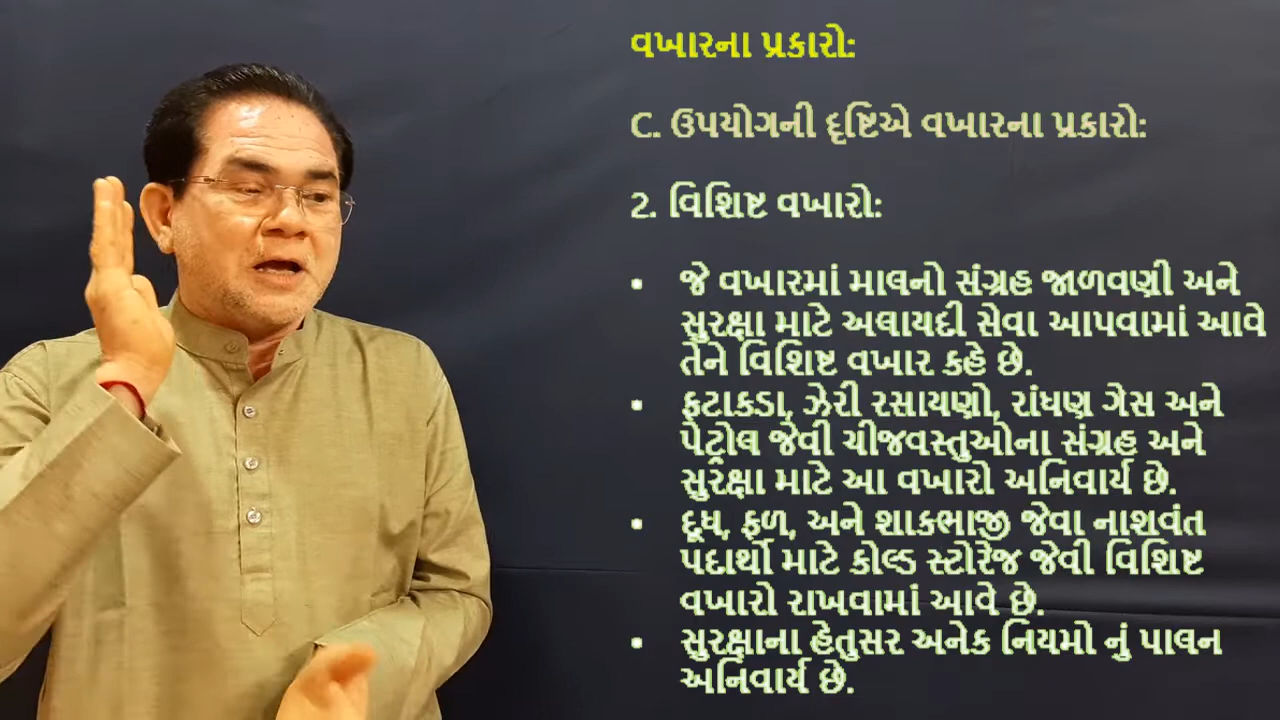 વખારના પ્રકારો:
C. ઉપયોગની દૃષ્ટિએ વખારના પ્રકારો:
2. વિશિષ્ટ વખારો:
• જે વખારમાં માલનો સંગ્રહ જાળવણી અને
સુરક્ષા માટે અલાયદી સેવા આપવામાં આવે
તેને વિશિષ્ટ વખાર કહે છે.
• ફટાકડા, ઝેરી રસાયણો, રાંધણ ગેસ અને
પેટ્રોલ જેવી ચીજવસ્તુઓના સંગ્રહ અને
સુરક્ષા માટે આ વખારો અનિવાર્ય છે.
• દૂધ, ફળ, અને શાકભાજી જેવા નાશવંત
પદાર્થો માટે કોલ્ડ સ્ટોરેજ જેવી વિશિષ્ટ
વખારો રાખવામાં આવે છે.
• સુરક્ષાના હેતુસર અનેક નિયમો નું પાલન
અનિવાર્ય છે.